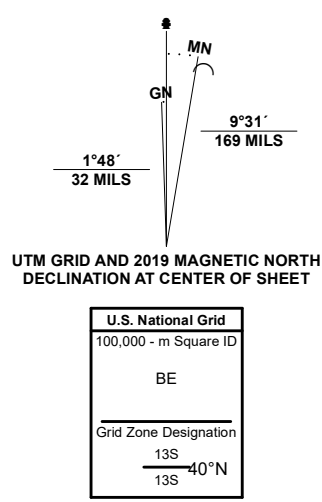 MN
GN
9°31´
169 MILS
1°48´
32 MILS
UTM GRID AND 2019 MAGNETIC NORTH
DECLINATION AT CENTER OF SHEET
U.S. National Grid
100,000 - m Square ID
BE
Grid Zone Designation
13S
40°N
13S